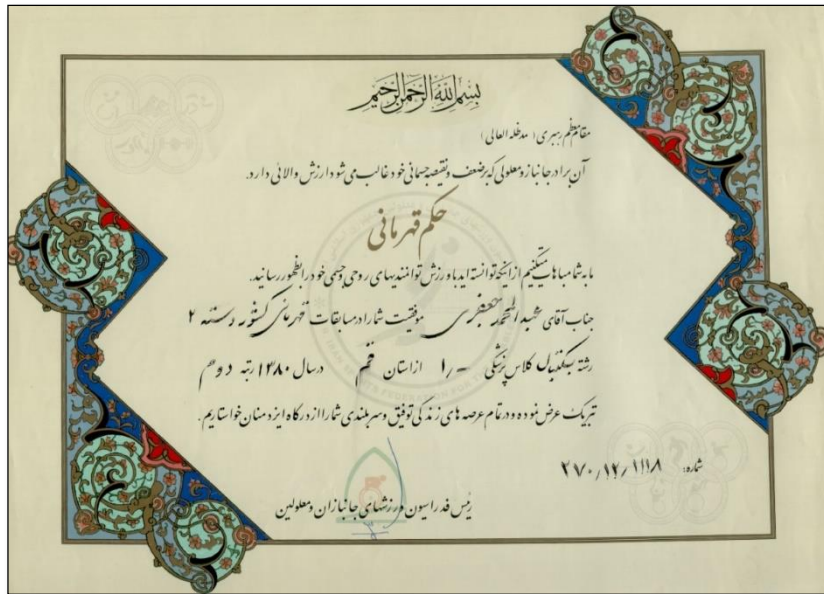 بسم الله الرحمن الرحیم
مقام معظم رهبری (مدظله العالی)
آن برادر جانباز و معلولی که بر ضعف و نقیصه جسمانی خود غالب می شود ارزش والائی دارد.
حکم قهرمانی
ما به شما مباهات میکنیم از اینکه توانسته اید با ورزش توانمندیهای روحی و جسمی خود را بظهور رسانید.
جناب آقای جعفری موفقیت شما را در مسابقات قهرمانی کشور دسته ۲
رشته بسکتبال کلاس پزشکی ۱٫۰ از استان قم در سال ۱۳۸۰ رتبه دوم
تبریک عرض نموده و در تمام عرصه های زندگی توفیق و سربلندی شما را از درگاه ایزد منان خواستاریم.
شماره: ۲۷۰٫۱۲٫۱۱۱۸
رئیس فدراسیون ورزشهای جانبازان و معلولین